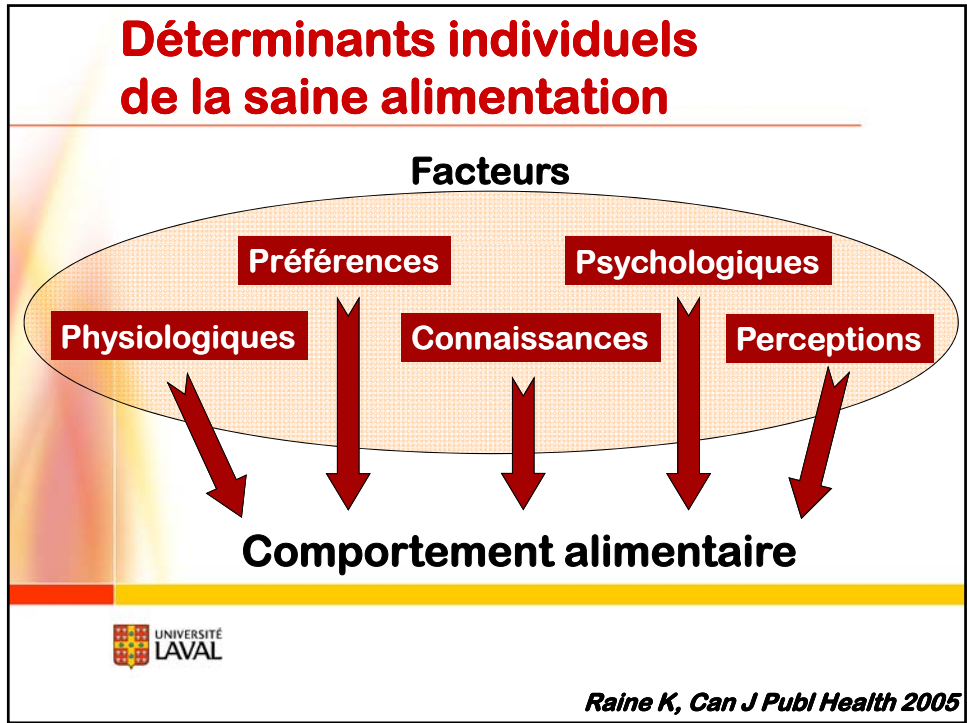 Déterminants individuels
de la saine alimentation
Facteurs
Préférences
Psychologiques
Physiologiques
Connaissances
Perceptions
Comportement alimentaire
UNIVERSITÉ
LAVAL
Raine K, Can J Publ Health 2005